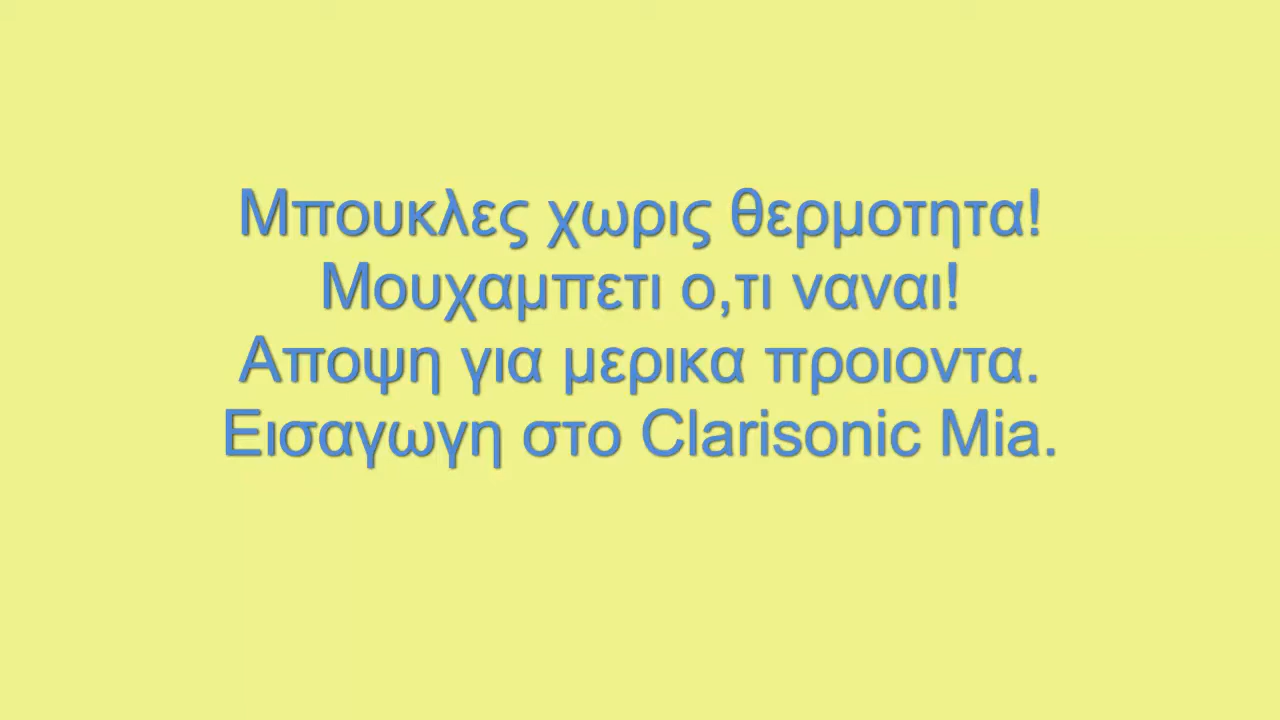 Μπουκλες χωρις θερμοτητα!
Μουχαμπετι ο,τι ναναι!
Αποψη για μερικα προιοντα.
Εισαγωγη στο Clarisonic Mia.